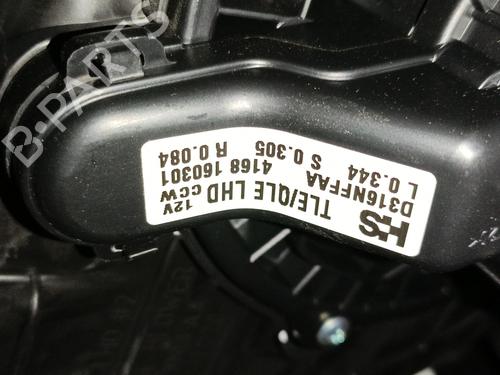 HS TLE/QLE LHD 12V CCW
D316NFFAA 4168 160301
L 0.344 S 0.305 R 0.084
B-PARTS